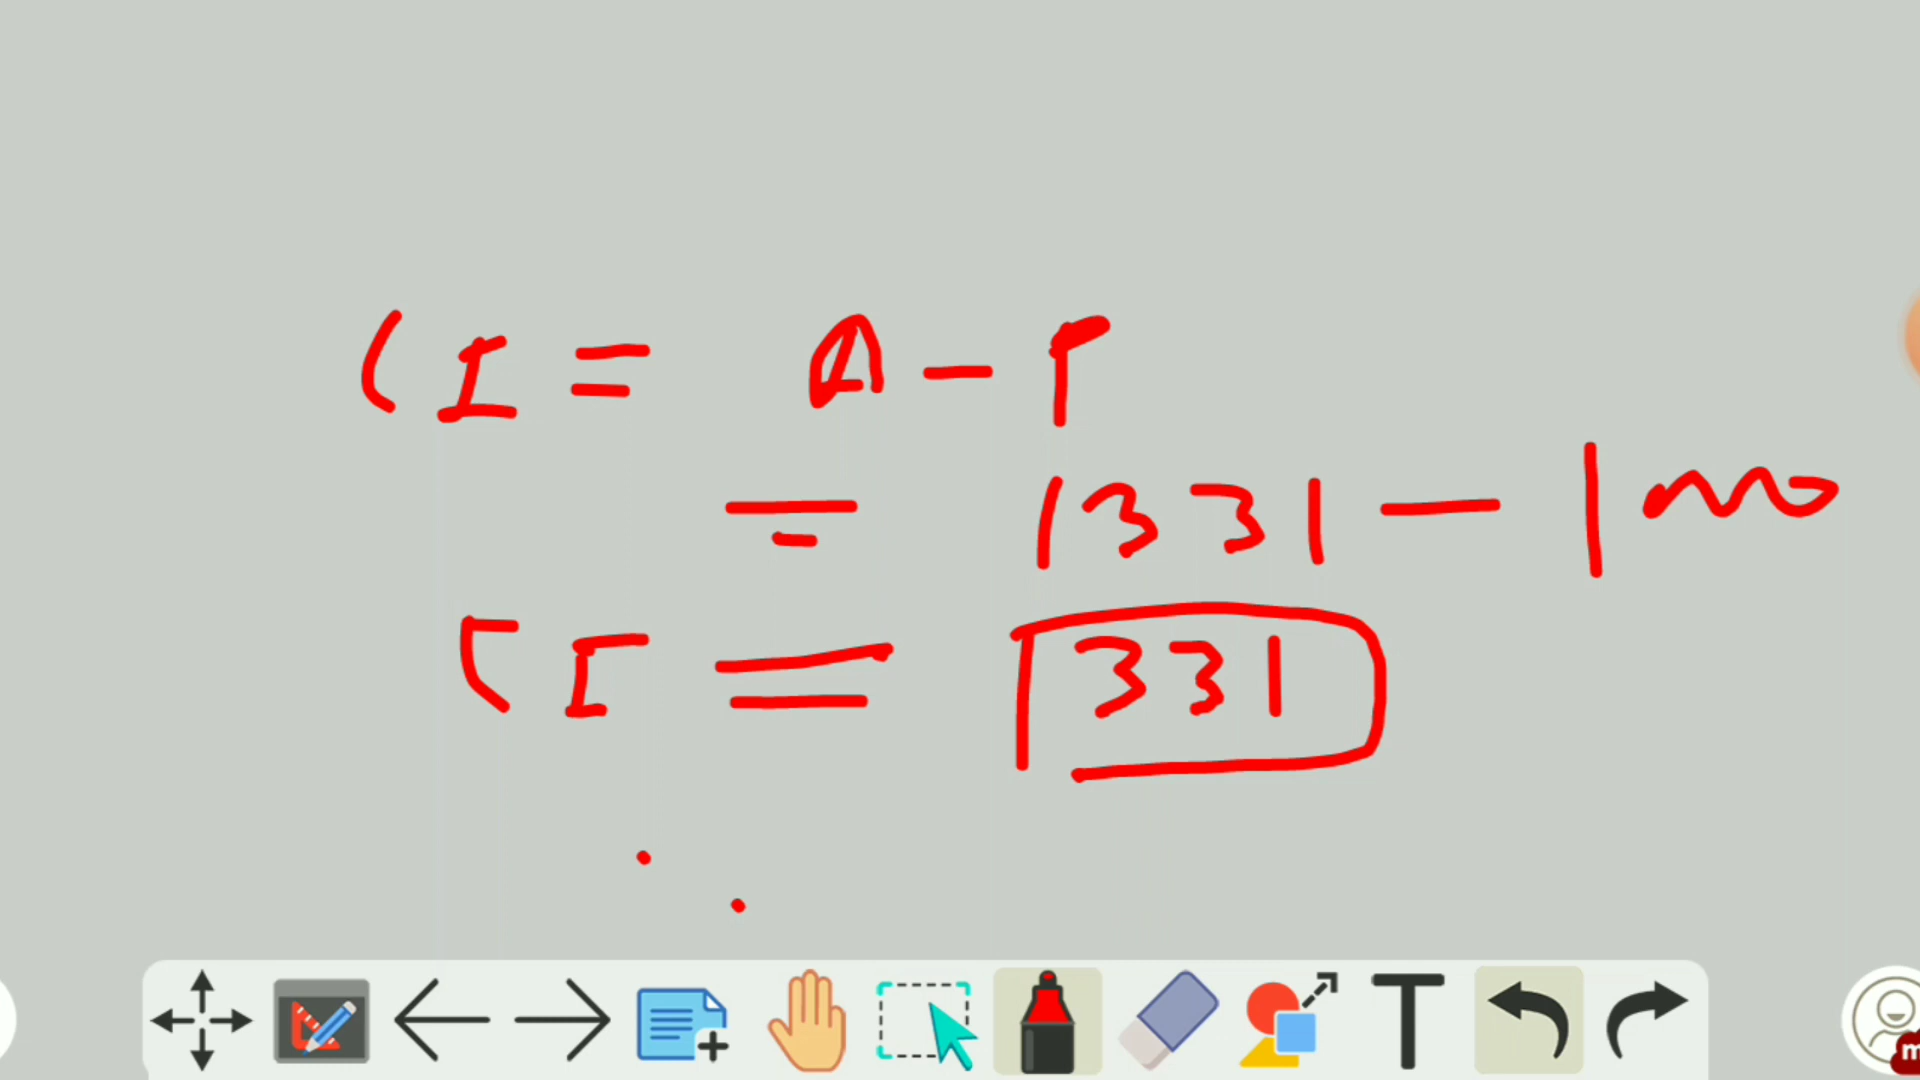 CI = A - P
= 1331 - 1000
CI = 331
T
m